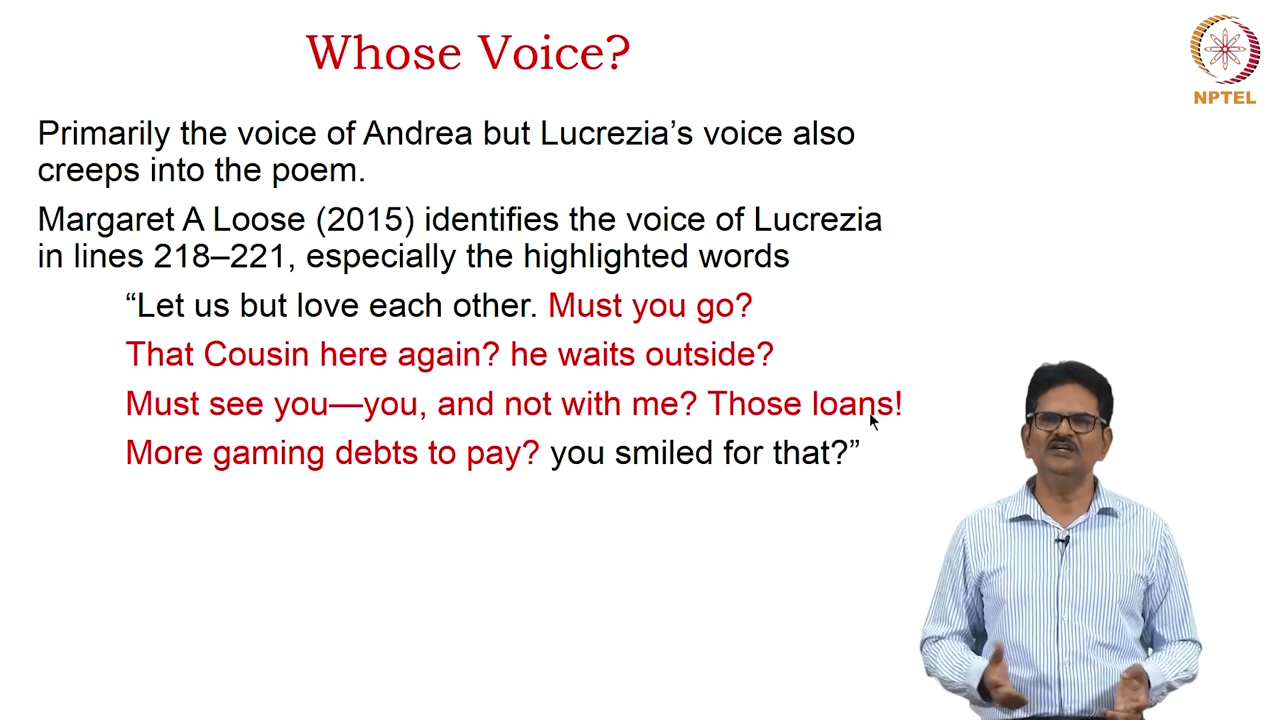 Whose Voice?
NPTEL
Primarily the voice of Andrea but Lucrezia’s voice also
creeps into the poem.
Margaret A Loose (2015) identifies the voice of Lucrezia
in lines 218–221, especially the highlighted words
“Let us but love each other. Must you go?
That Cousin here again? he waits outside?
Must see you—you, and not with me? Those loans!
More gaming debts to pay? you smiled for that?”